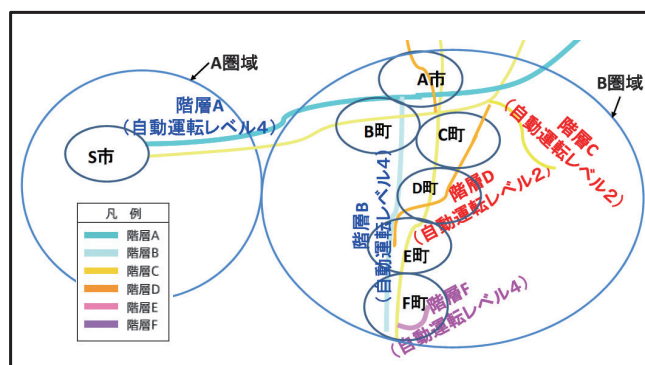 A圏域
B圏域
階層A
(自動運転レベル4)
S市
A市
B町
C町
D町
E町
F町
階層B
(自動運転レベル4)
階層C
(自動運転レベル2)
階層D
(自動運転レベル2)
階層F
(自動運転レベル4)
凡 例
階層A
階層B
階層C
階層D
階層E
階層F